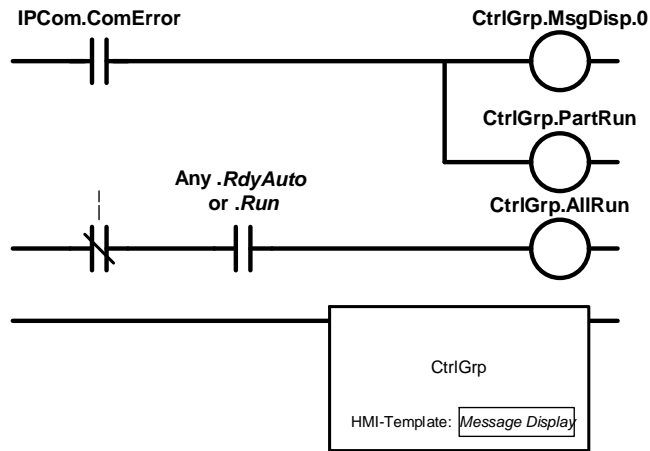 IPCom.ComError
CtrlGrp.MsgDisp.0
CtrlGrp.PartRun
Any .RdyAuto
or .Run
CtrlGrp.AllRun
CtrlGrp
HMI-Template: Message Display